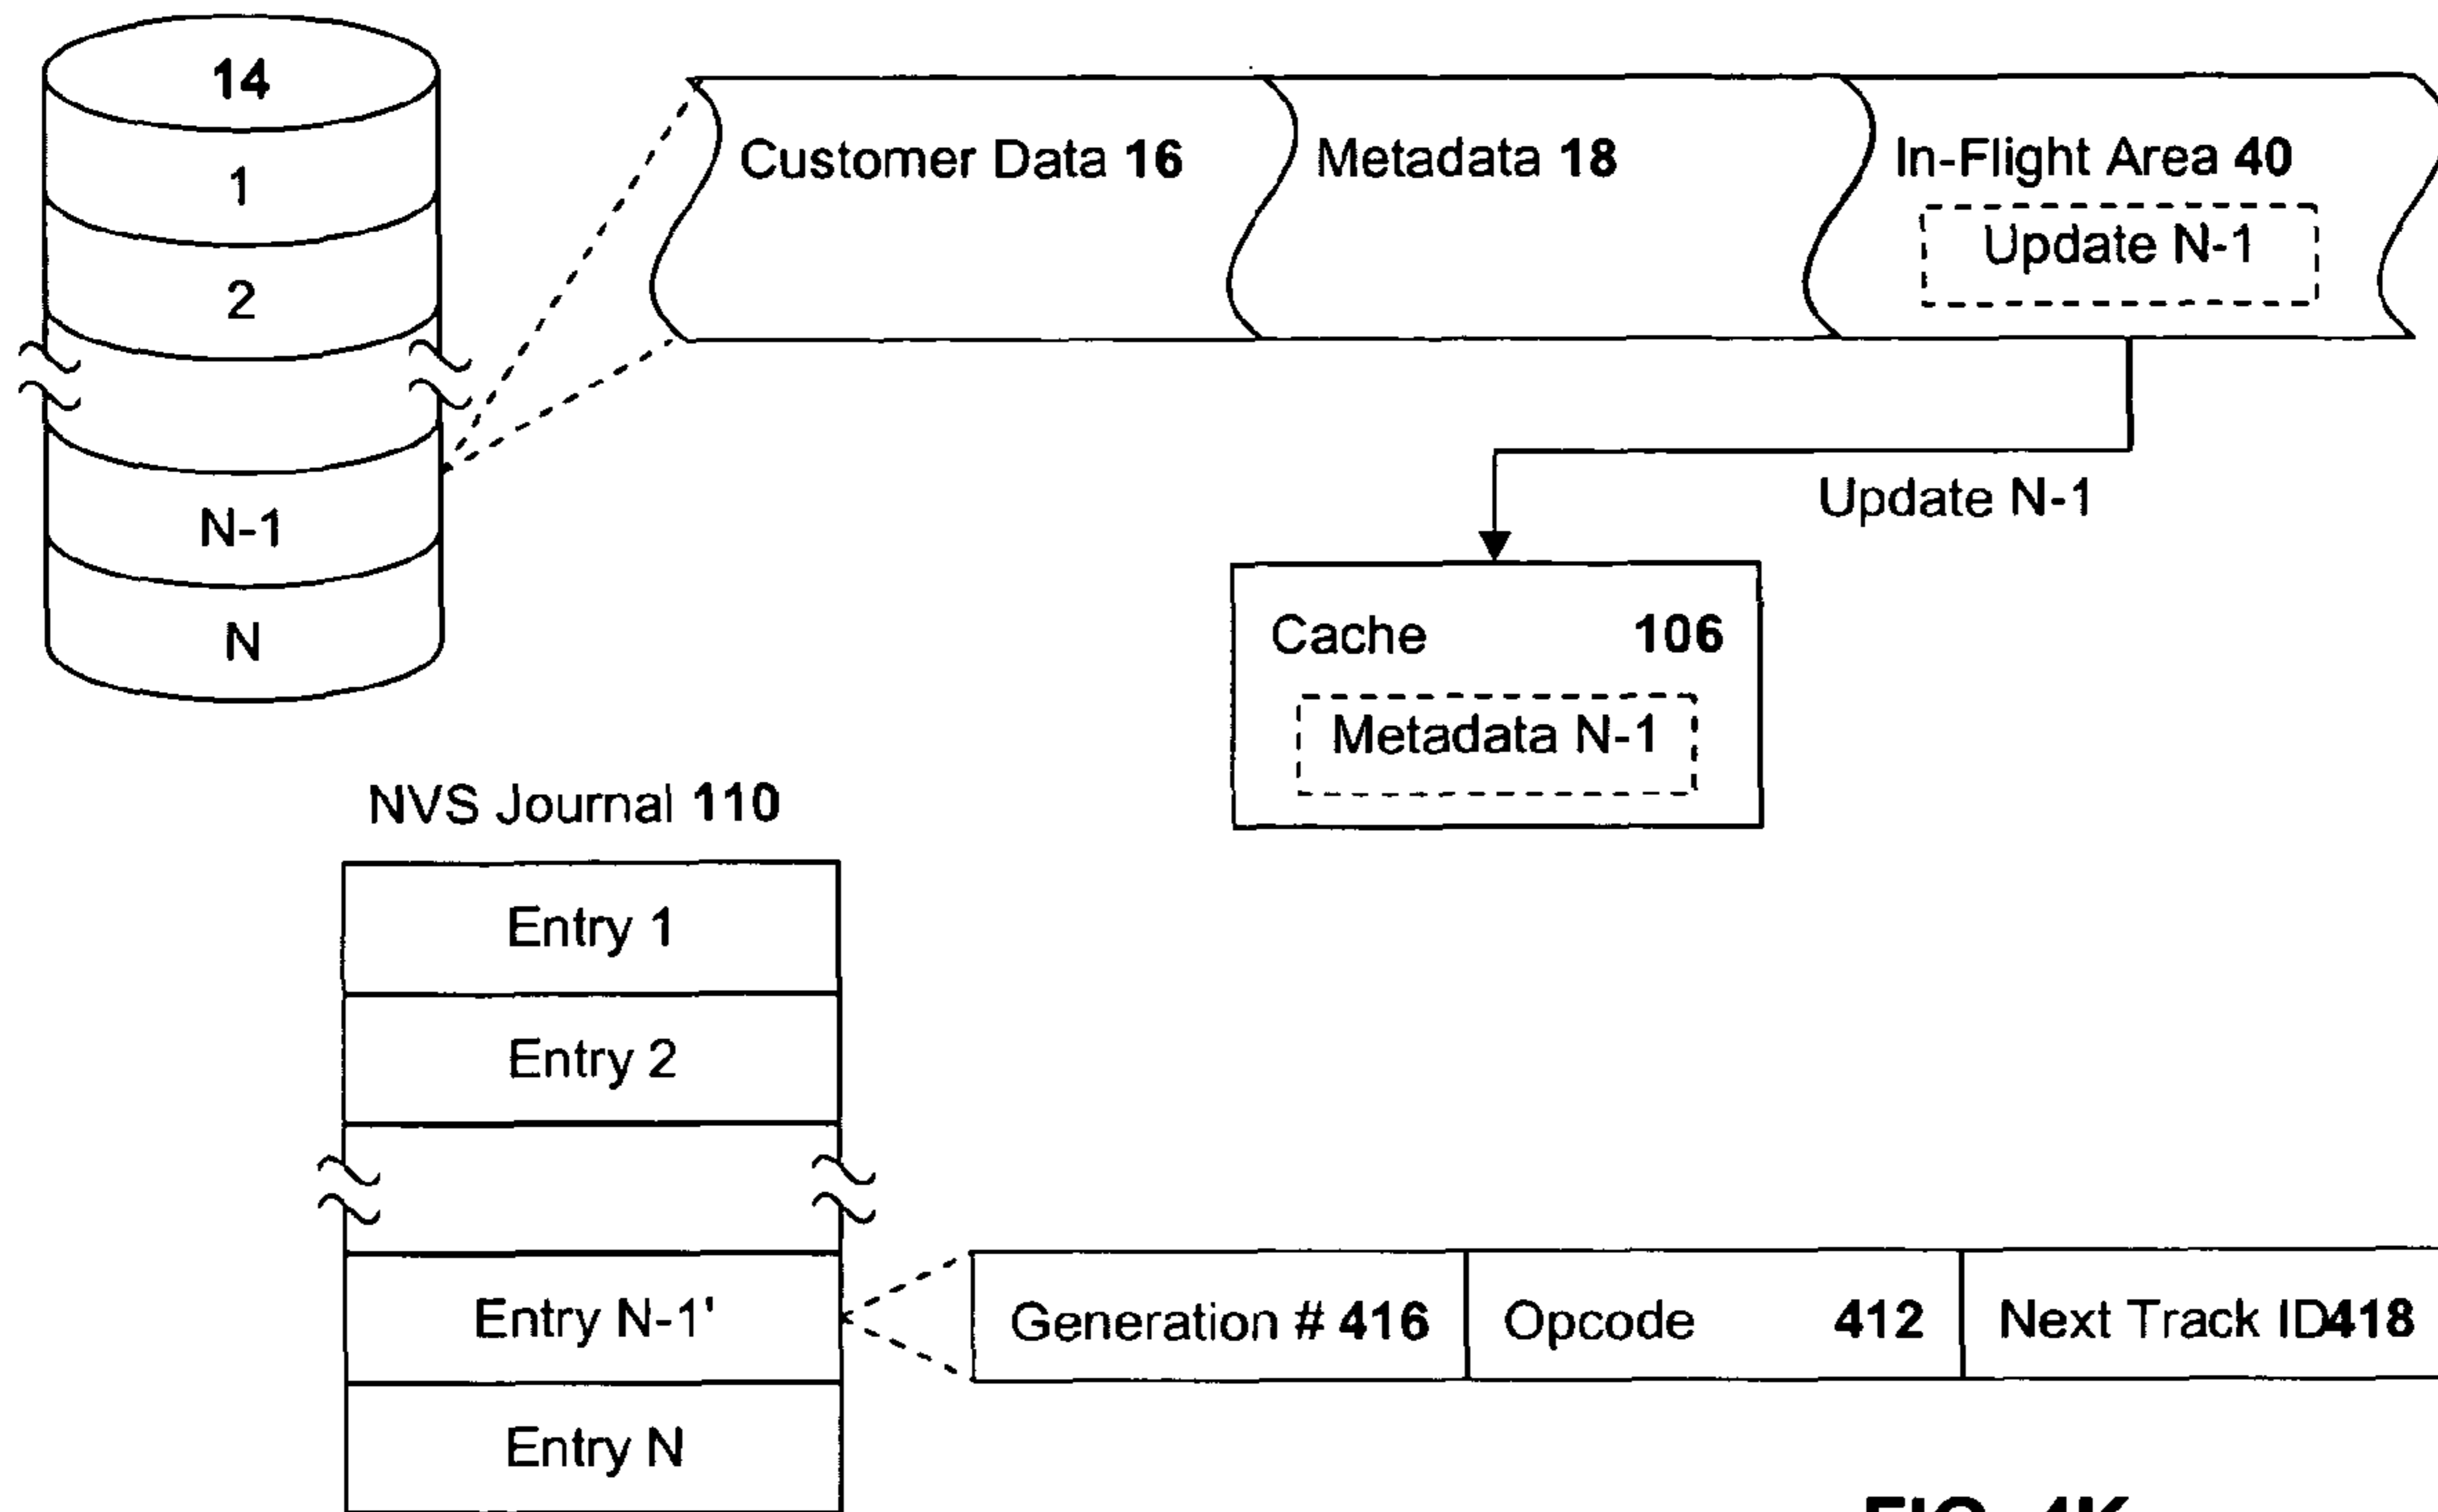 14
1
2
N-1
N
Customer Data 16
Metadata 18
In-Flight Area 40
Update N-1
Update N-1
Cache 106
Metadata N-1
NVS Journal 110
Entry 1
Entry 2
Entry N-1'
Entry N
Generation # 416
Opcode 412
Next Track ID418
FIG. 4K